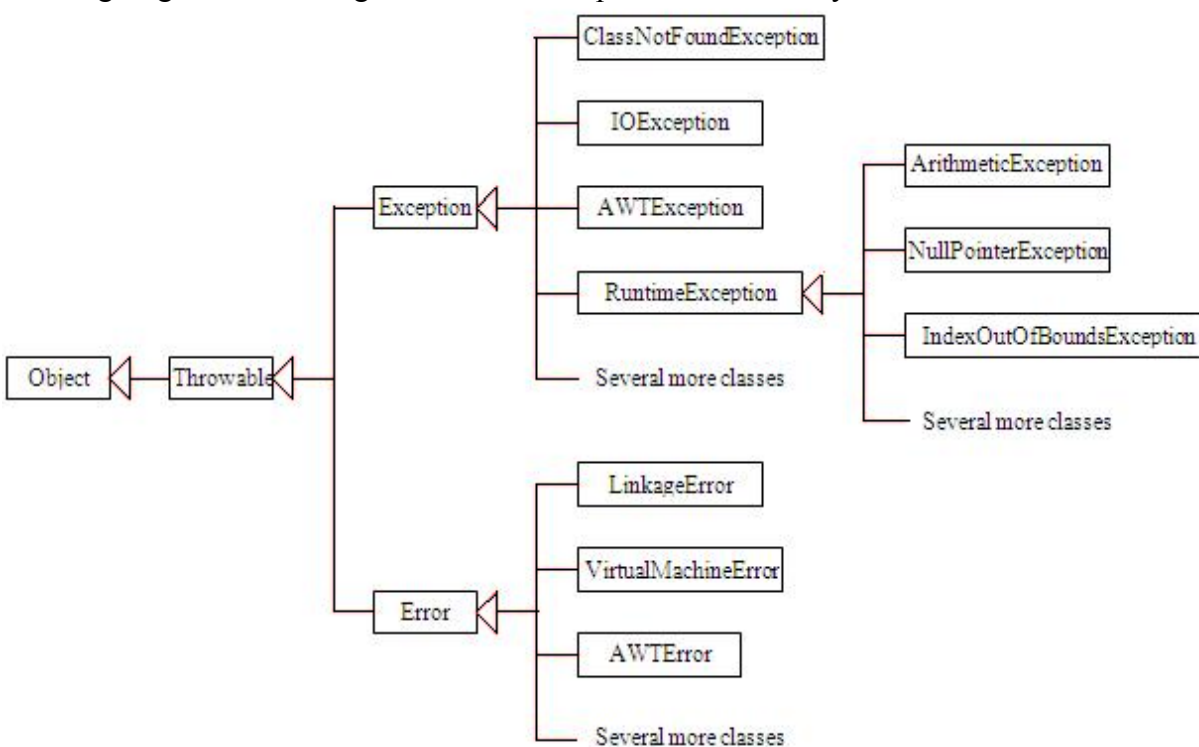 ClassNotFoundException
IOException
ArithmeticException
Exception
AWTException
NullPointerException
RuntimeException
IndexOutOfBoundsException
Object
Throwable
Several more classes
Several more classes
LinkageError
VirtualMachineError
Error
AWTError
Several more classes